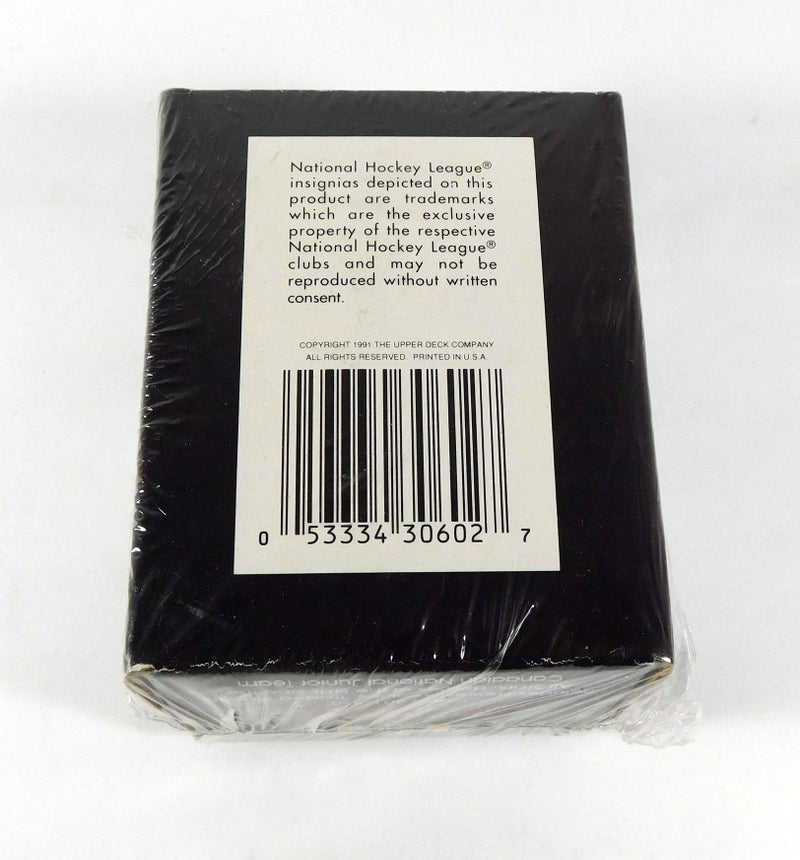 National Hockey League®
insignias depicted on this
product are trademarks
which are the exclusive
property of the respective
National Hockey League®
clubs and may not be
reproduced without written
consent.
COPYRIGHT 1991 THE UPPER DECK COMPANY
ALL RIGHTS RESERVED. PRINTED IN U.S.A.
0 53334 30602 7
Canadian National Junior Team